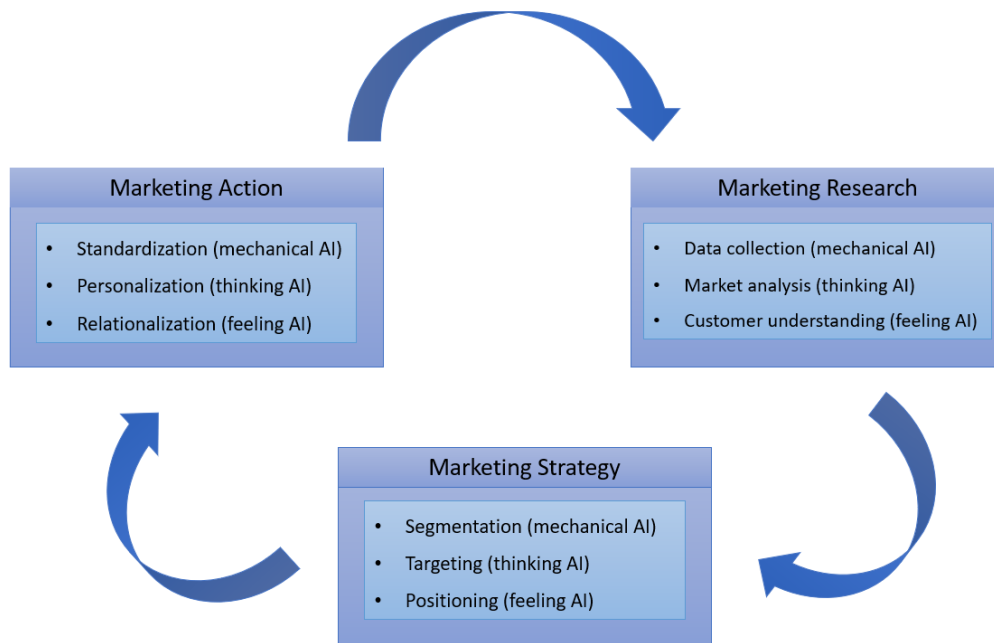 Marketing Action
• Standardization (mechanical AI)
• Personalization (thinking AI)
• Relationalization (feeling AI)
Marketing Research
• Data collection (mechanical AI)
• Market analysis (thinking AI)
• Customer understanding (feeling AI)
Marketing Strategy
• Segmentation (mechanical AI)
• Targeting (thinking AI)
• Positioning (feeling AI)